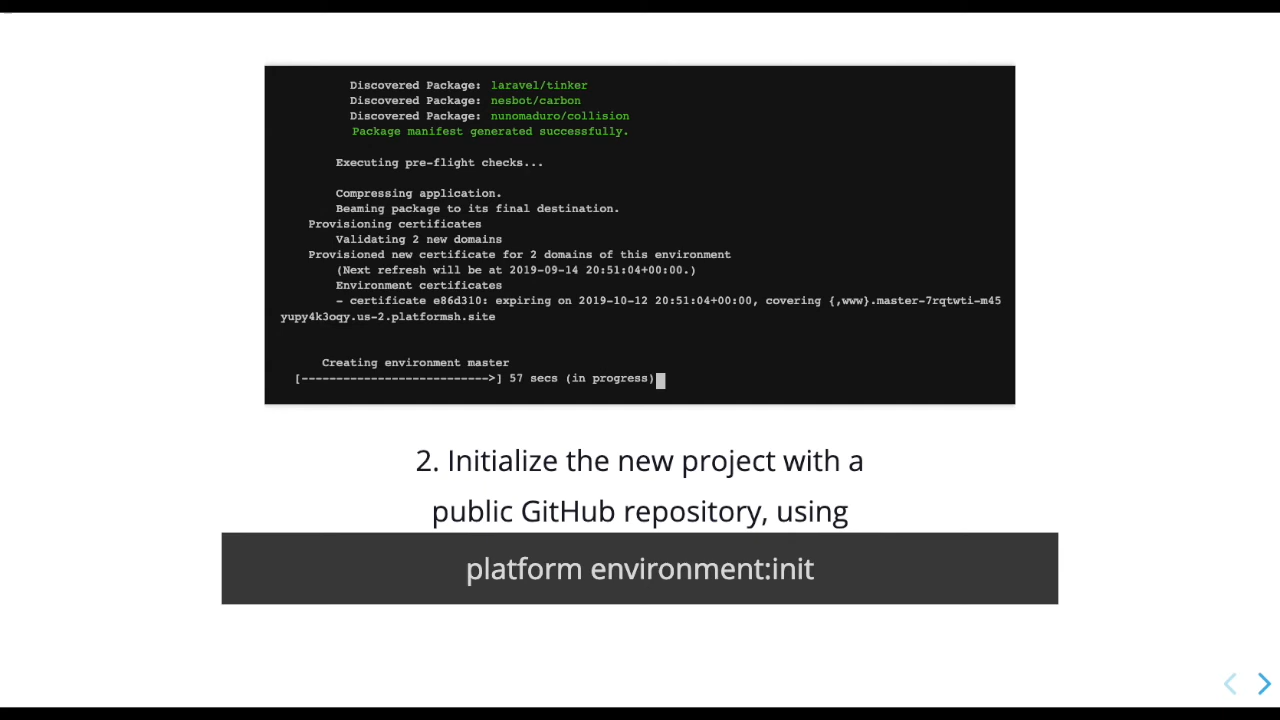 Discovered Package: laravel/tinker
Discovered Package: nesbot/carbon
Discovered Package: nunomaduro/collision
Package manifest generated successfully.
Executing pre-flight checks...
Compressing application.
Beaming package to its final destination.
Provisioning certificates
Validating 2 new domains
Provisioned new certificate for 2 domains of this environment
(Next refresh will be at 2019-09-14 20:51:04+00:00.)
Environment certificates
- certificate e86d310: expiring on 2019-10-12 20:51:04+00:00, covering {,www}.master-7rqtwti-m45
yupy4k3oqy.us-2.platformsh.site
Creating environment master
[--------------------------->] 57 secs (in progress)
2. Initialize the new project with a
public GitHub repository, using
platform environment:init